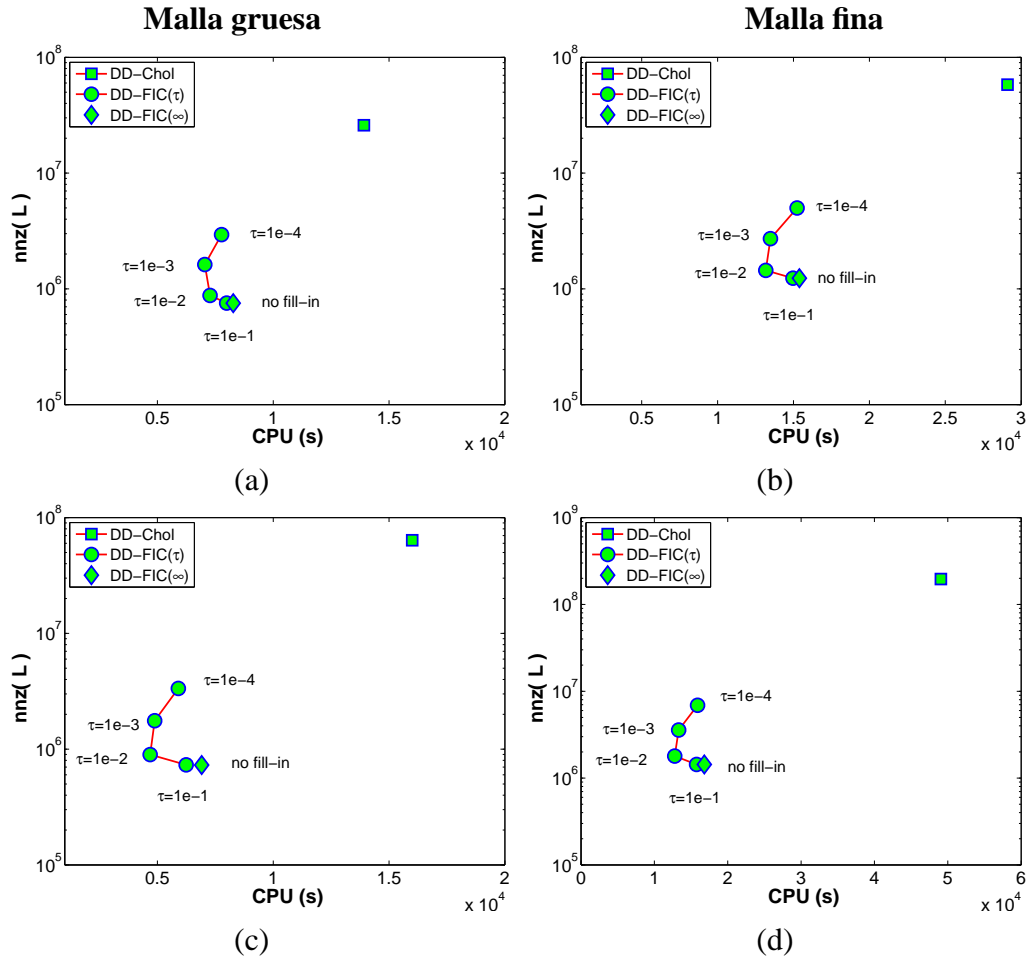 Malla gruesa
Malla fina
10^8
DD−Chol
DD−FIC(τ)
DD−FIC(∞)
10^7
nnz( L )
τ=1e−4
τ=1e−3
10^6
τ=1e−2
no fill−in
τ=1e−1
10^5
0.5 1 1.5 2
CPU (s)
x 10^4
(a)
10^8
DD−Chol
DD−FIC(τ)
DD−FIC(∞)
10^7
nnz( L )
τ=1e−4
τ=1e−3
τ=1e−2
no fill−in
10^6
τ=1e−1
10^5
0.5 1 1.5 2 2.5 3
CPU (s)
x 10^4
(b)
10^8
DD−Chol
DD−FIC(τ)
DD−FIC(∞)
10^7
nnz( L )
τ=1e−4
τ=1e−3
10^6
τ=1e−2
no fill−in
τ=1e−1
10^5
0.5 1 1.5 2
CPU (s)
x 10^4
(c)
10^9
DD−Chol
DD−FIC(τ)
DD−FIC(∞)
10^8
nnz( L )
10^7
τ=1e−4
τ=1e−3
τ=1e−2
no fill−in
10^6
τ=1e−1
10^5
0 1 2 3 4 5 6
CPU (s)
x 10^4
(d)